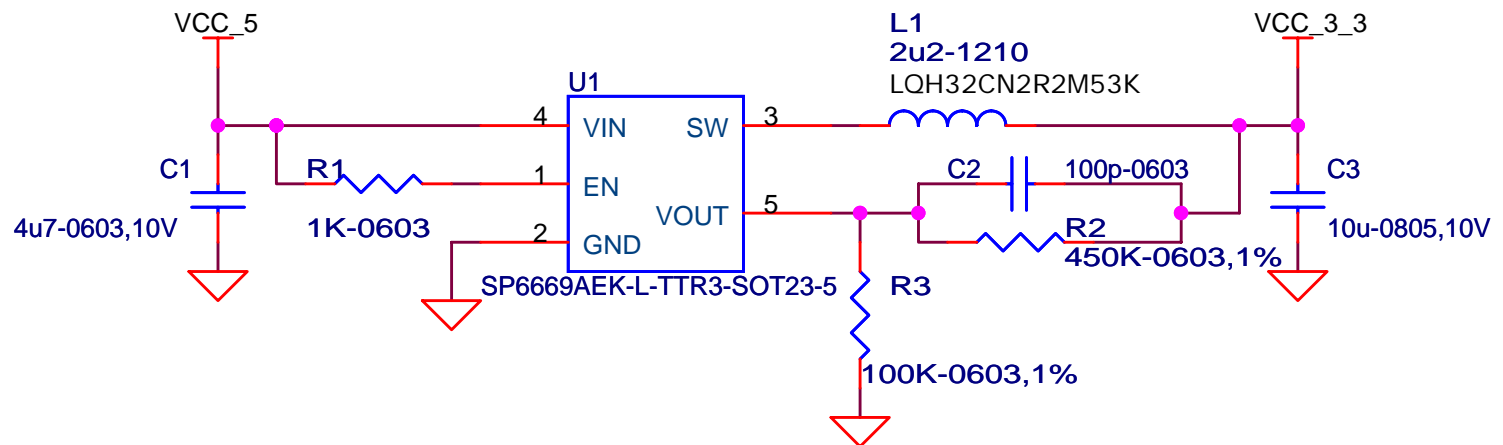 VCC_5
L1
2u2-1210
LQH32CN2R2M53K
VCC_3_3
U1
4
VIN
SW
3
C1
R1
1
EN
C2
100p-0603
C3
4u7-0603,10V
1K-0603
2
GND
VOUT
5
R2
450K-0603,1%
10u-0805,10V
SP6669AEK-L-TTR3-SOT23-5
R3
100K-0603,1%